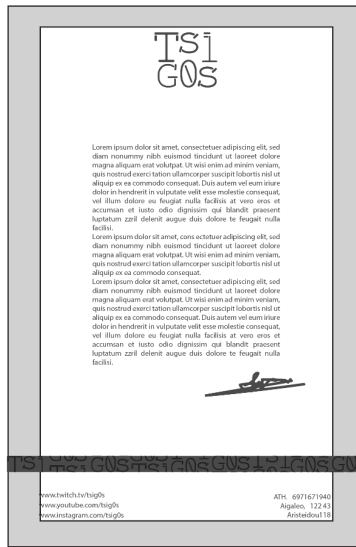 TSi
G0S
Lorem ipsum dolor sit amet, consectetuer adipiscing elit, sed
diam nonummy nibh euismod tincidunt ut laoreet dolore
magna aliquam erat volutpat. Ut wisi enim ad minim veniam,
quis nostrud exerci tation ullamcorper suscipit lobortis nisl ut
aliquip ex ea commodo consequat. Duis autem vel eum iriure
dolor in hendrerit in vulputate velit esse molestie consequat,
vel illum dolore eu feugiat nulla facilisis at vero eros et
accumsan et iusto odio dignissim qui blandit praesent
luptatum zzril delenit augue duis dolore te feugait nulla
facilisi.
Lorem ipsum dolor sit amet, cons ectetuer adipiscing elit, sed
diam nonummy nibh euismod tincidunt ut laoreet dolore
magna aliquam erat volutpat. Ut wisi enim ad minim veniam,
quis nostrud exerci tation ullamcorper suscipit lobortis nisl ut
aliquip ex ea commodo consequat.
Lorem ipsum dolor sit amet, consectetuer adipiscing elit, sed
diam nonummy nibh euismod tincidunt ut laoreet dolore
magna aliquam erat volutpat. Ut wisi enim ad minim veniam,
quis nostrud exerci tation ullamcorper suscipit lobortis nisl ut
aliquip ex ea commodo consequat. Duis autem vel eum iriure
dolor in hendrerit in vulputate velit esse molestie consequat,
vel illum dolore eu feugiat nulla facilisis at vero eros et
accumsan et iusto odio dignissim qui blandit praesent
luptatum zzril delenit augue duis dolore te feugait nulla
facilisi.
www.twitch.tv/tsig0s
www.youtube.com/tsig0s
www.instagram.com/tsig0s
ATH. 6971671940
Aigaleo, 122 43
Aristeidou118